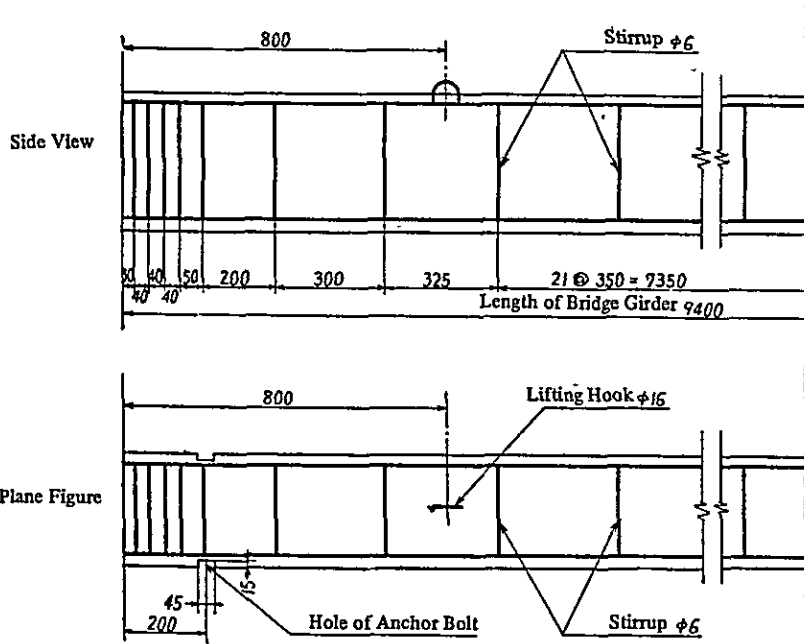 800
Stirrup φ6
Side View
30 40 40 40 50 200 300 325 21 @ 350 = 7350
Length of Bridge Girder 9400
800
Lifting Hook φ16
Plane Figure
15
45
200
Hole of Anchor Bolt
Stirrup φ6